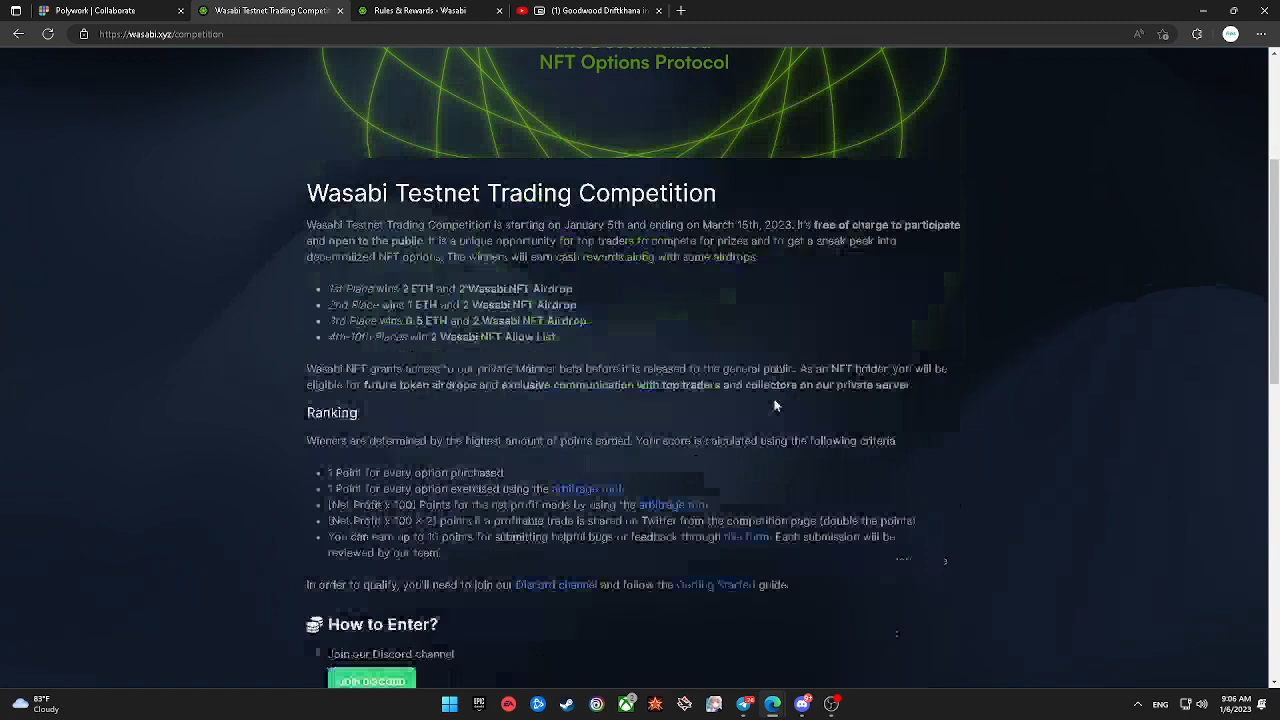 Polywork | Collaborate
Wasabi Testnet Trading Competiti
Rules & Rewards • Wasabi
(1) Goodwood Driftkhana in
https://wasabi.xyz/competition
NFT Options Protocol
Wasabi Testnet Trading Competition
Wasabi Testnet Trading Competition is starting on January 5th and ending on March 15th, 2023. It's free of charge to participate
and open to the public. It is a unique opportunity for top traders to compete for prizes and to get a sneak peek into
decentralized NFT options. The winners will earn cash rewards along with some airdrops.
1st Place wins 2 ETH and 2 Wasabi NFT Airdrop
2nd Place wins 1 ETH and 2 Wasabi NFT Airdrop
3rd Place wins 0.5 ETH and 2 Wasabi NFT Airdrop
4th-10th Places win 2 Wasabi NFT Allow List
Wasabi NFT grants access to our private Mainnet beta before it is released to the general public. As an NFT holder you will be
eligible for future token airdrops and exclusive communication with top traders and collectors on our private server.
Ranking
Winners are determined by the highest amount of points earned. Your score is calculated using the following criteria
1 Point for every option purchased
1 Point for every option exercised using the arbitrage
[Net Profit x 100] Points for the net profit made by using the arbitrage
[Net Profit x 100 x 2] points if a profitable trade is shared on Twitter from the competition page (double the points)
You can earn up to points for submitting helpful bugs or feedback through the form. Each submission will be
reviewed by our team.
In order to qualify, you'll need to join our Discord channel and follow the Getting Started guide.
How to Enter?
Join our Discord channel
JOIN DISCORD
83°F
Cloudy
ENG
9:06 AM
1/6/2023